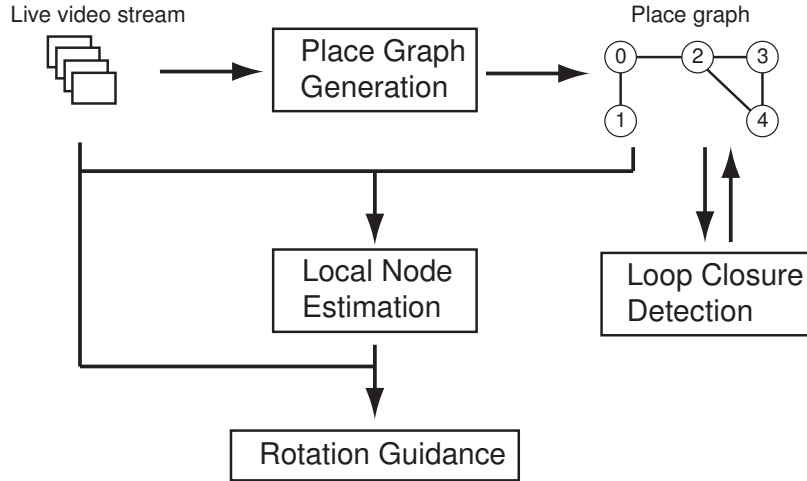 Live video stream
Place Graph
Generation
Place graph
0
2
3
1
4
Local Node
Estimation
Loop Closure
Detection
Rotation Guidance